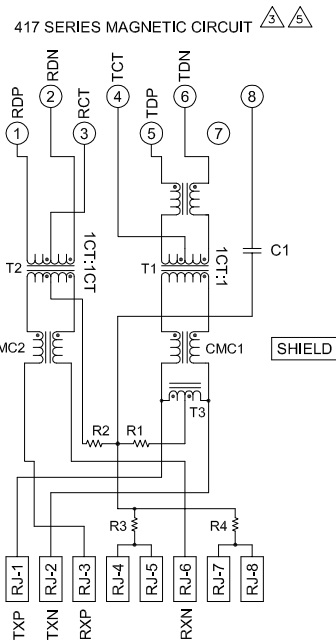 417 SERIES MAGNETIC CIRCUIT 3 5
RDP
RDN
RCT
TCT
TDP
TDN
1
2
3
4
5
6
7
8
T2
1CT:1CT
T1
1CT:1
C1
MC2
CMC1
SHIELD
T3
R2
R1
R3
R4
RJ-1
RJ-2
RJ-3
RJ-4
RJ-5
RJ-6
RJ-7
RJ-8
TXP
TXN
RXP
RXN